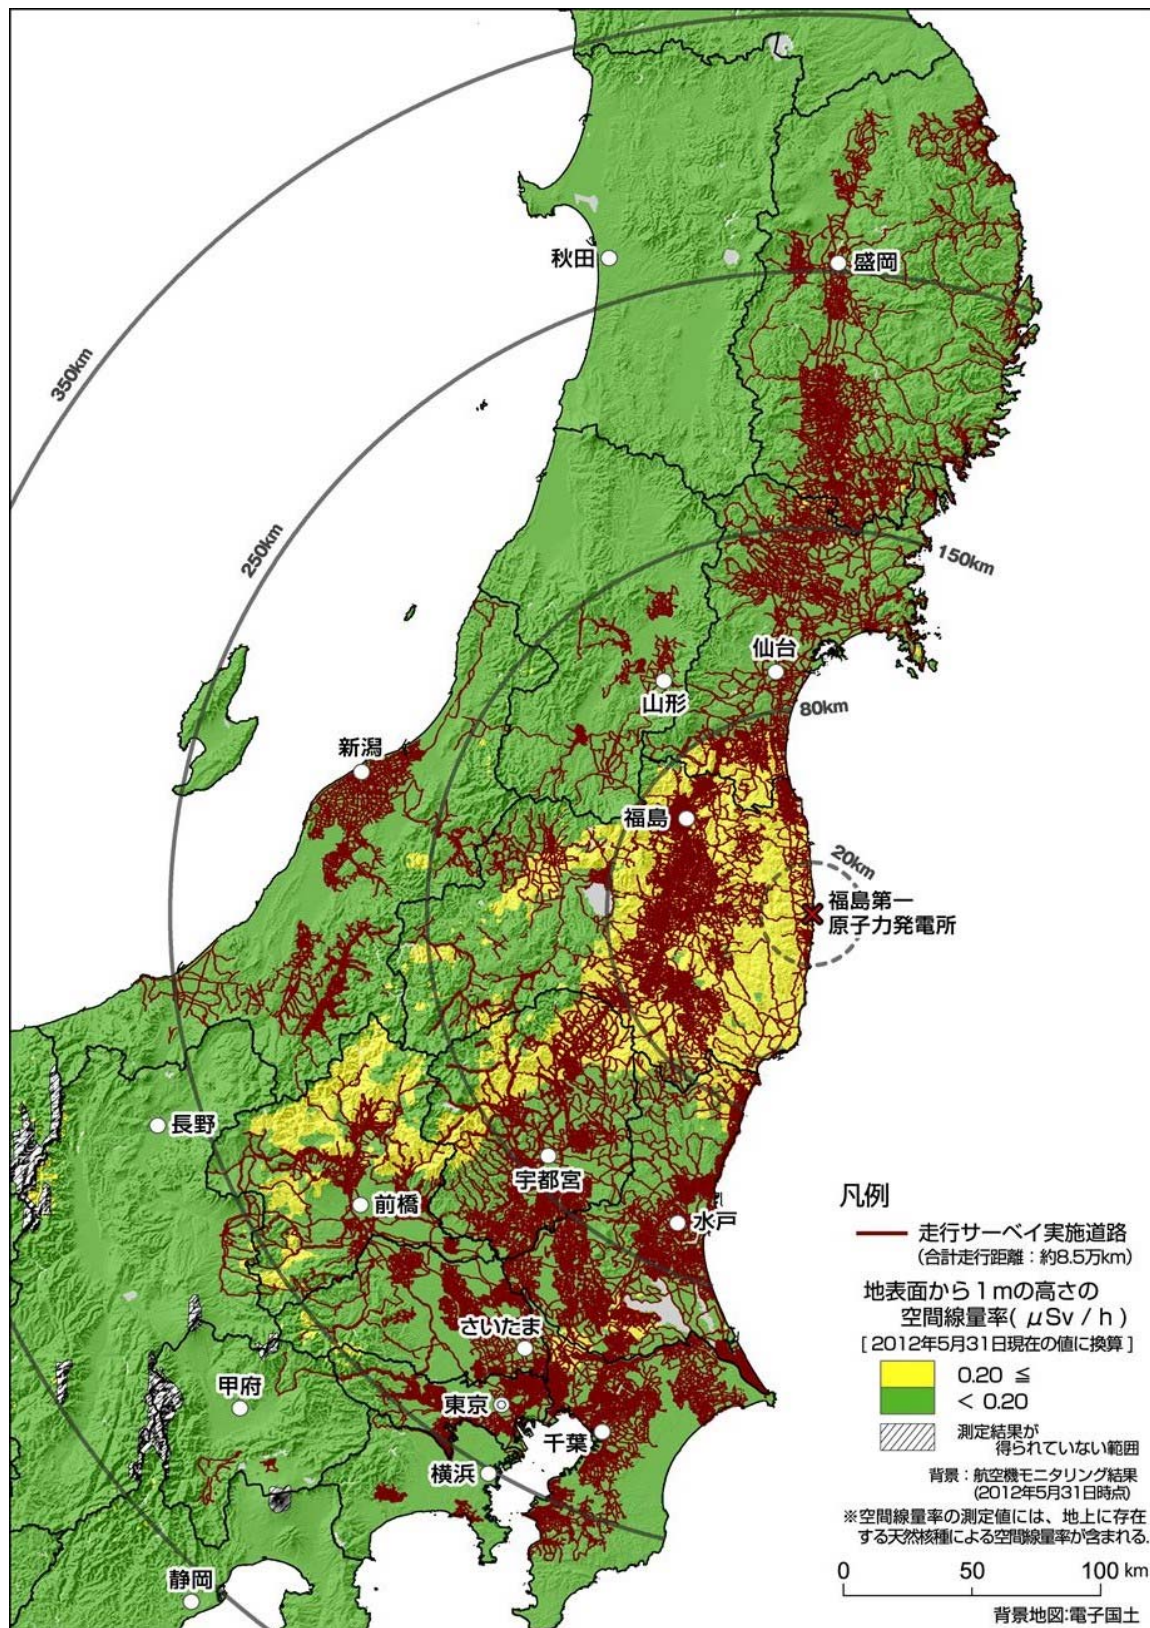 秋田
盛岡
350km
250km
150km
仙台
山形
80km
新潟
福島
20km
福島第一
原子力発電所
長野
宇都宮
前橋
水戸
さいたま
甲府
東京
千葉
横浜
静岡
凡例
走行サーベイ実施道路
(合計走行距離：約8.5万km)
地表面から1mの高さの
空間線量率( μSv / h )
[ 2012年5月31日現在の値に換算 ]
0.20 ≦
< 0.20
測定結果が
得られていない範囲
背景：航空機モニタリング結果
(2012年5月31日時点)
※空間線量率の測定値には、地上に存在
する天然核種による空間線量率が含まれる.
0 50 100 km
背景地図:電子国土